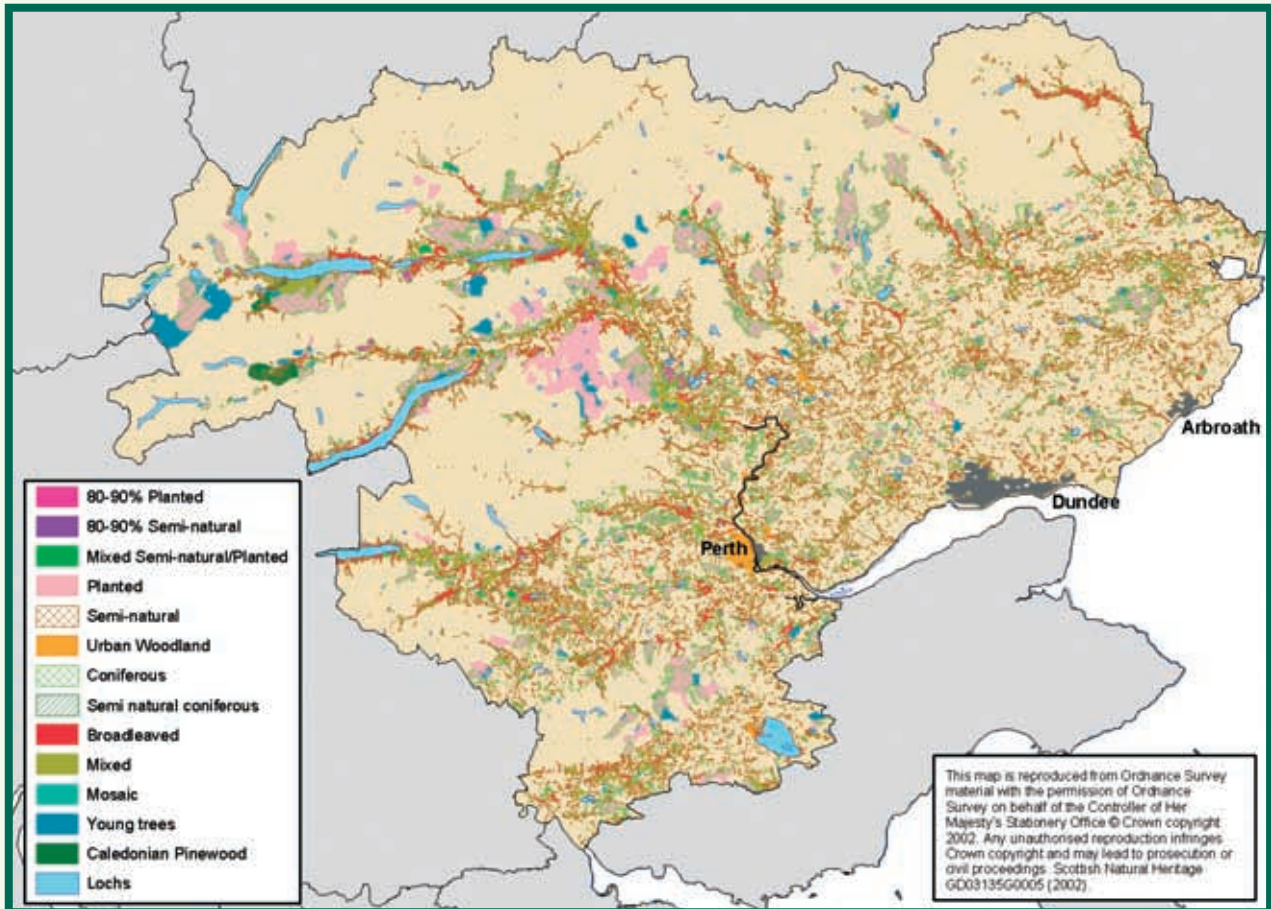 Arbroath
Dundee
Perth
80-90% Planted
80-90% Semi-natural
Mixed Semi-natural/Planted
Planted
Semi-natural
Urban Woodland
Coniferous
Semi natural coniferous
Broadleaved
Mixed
Mosaic
Young trees
Caledonian Pinewood
Lochs
This map is reproduced from Ordnance Survey
material with the permission of Ordnance
Survey on behalf of the Controller of Her
Majesty's Stationery Office © Crown copyright
2002. Any unauthorised reproduction infringes
Crown copyright and may lead to prosecution or
civil proceedings. Scottish Natural Heritage
GD03135G0005 (2002)